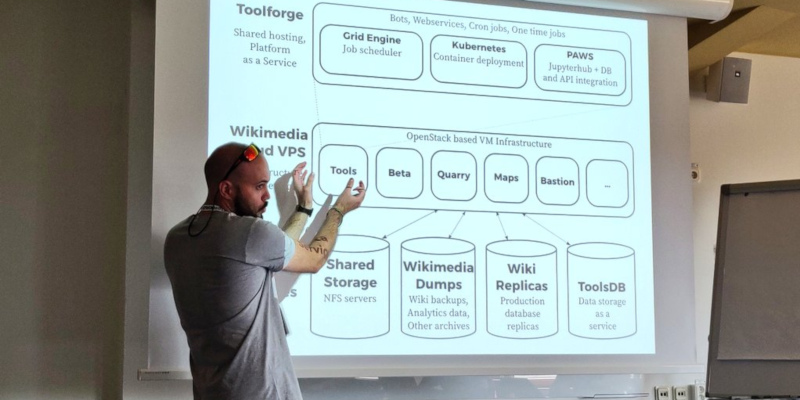 Toolforge
Shared hosting,
Platform
as a Service
Bots, Webservices, Cron jobs, One time jobs
Grid Engine
Job scheduler
Kubernetes
Container deployment
PAWS
Jupyterhub + DB
and API integration
Wikimedia
ud VPS
OpenStack based VM Infrastructure
Tools
Beta
Quarry
Maps
Bastion
...
Shared
Storage
NFS servers
Wikimedia
Dumps
Wiki backups,
Analytics data,
Other archives
Wiki
Replicas
Production
database
replicas
ToolsDB
Data storage
as a
service